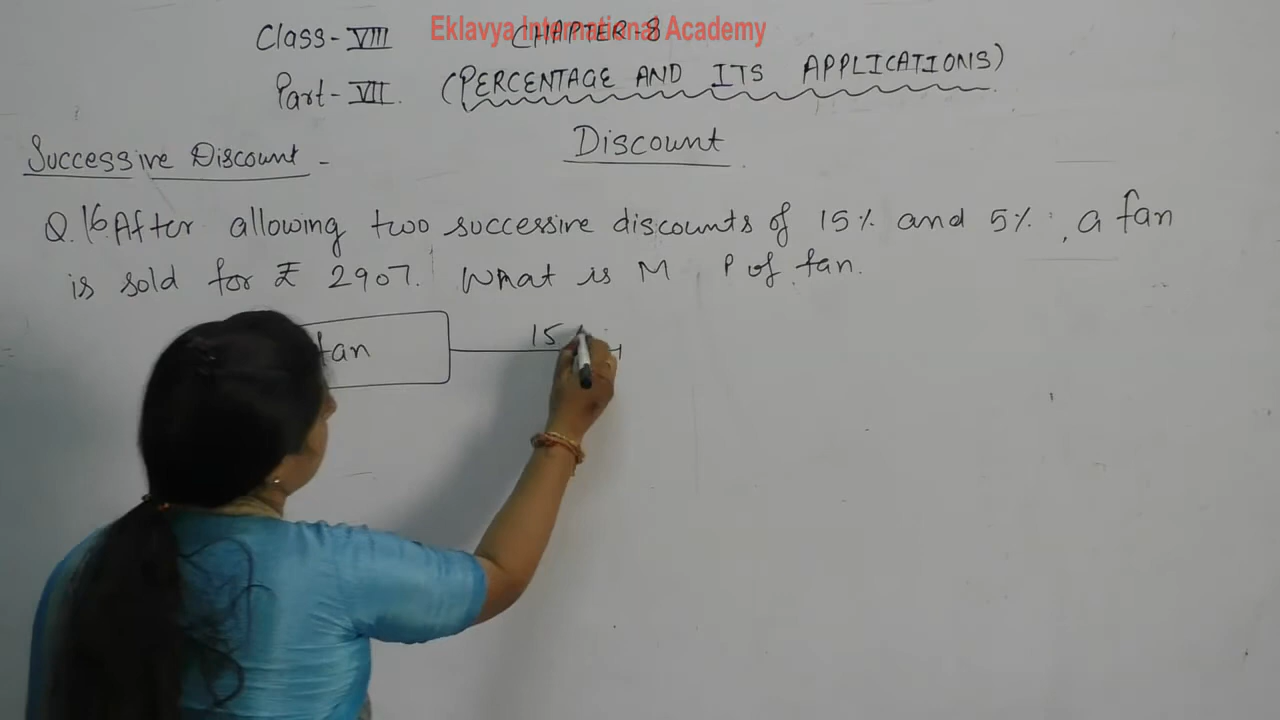 Class-VIII CHAPTER-8
Eklavya International Academy
Part-VII. (PERCENTAGE AND ITS APPLICATIONS)
Discount
Successive Discount -
Q.16. After allowing two successive discounts of 15% and 5%, a fan
is sold for ₹ 2907. What is M P of fan.
fan 15